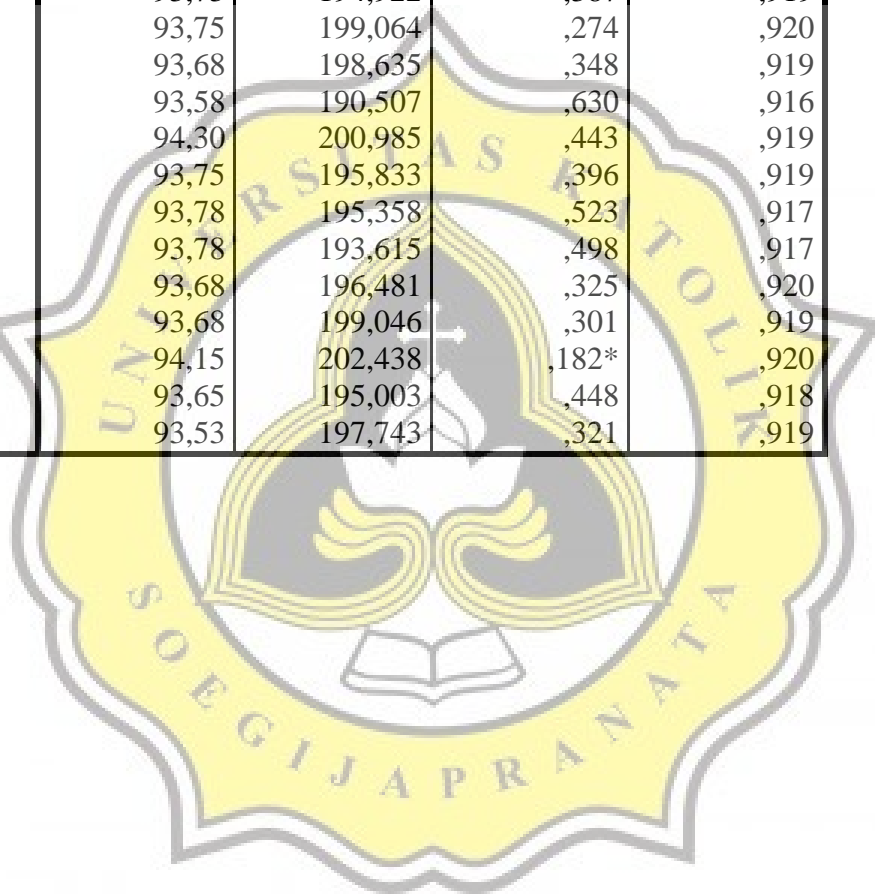 93,75 199,064 ,274 ,920
93,68 198,635 ,348 ,919
93,58 190,507 ,630 ,916
94,30 200,985 ,443 ,919
93,75 195,833 ,396 ,919
93,78 195,358 ,523 ,917
93,78 193,615 ,498 ,917
93,68 196,481 ,325 ,920
93,68 199,046 ,301 ,919
94,15 202,438 ,182* ,920
93,65 195,003 ,448 ,918
93,53 197,743 ,321 ,919
UNIVERSITAS KATOLIK
SOEGIJAPRANATA